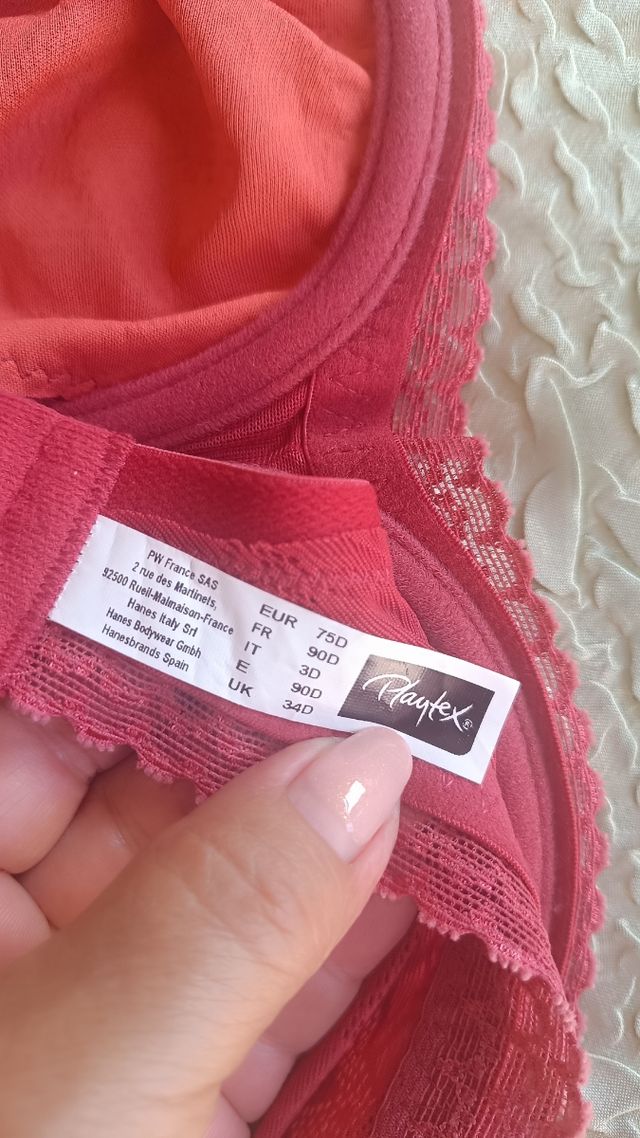 PW France SAS
2 rue des Martinets,
92500 Rueil-Malmaison-France
Hanes Italy Srl
Hanes Bodywear Gmbh
Hanesbrands Spain
EUR 75D
FR 90D
IT 3D
E 90D
UK 34D
Playtex®